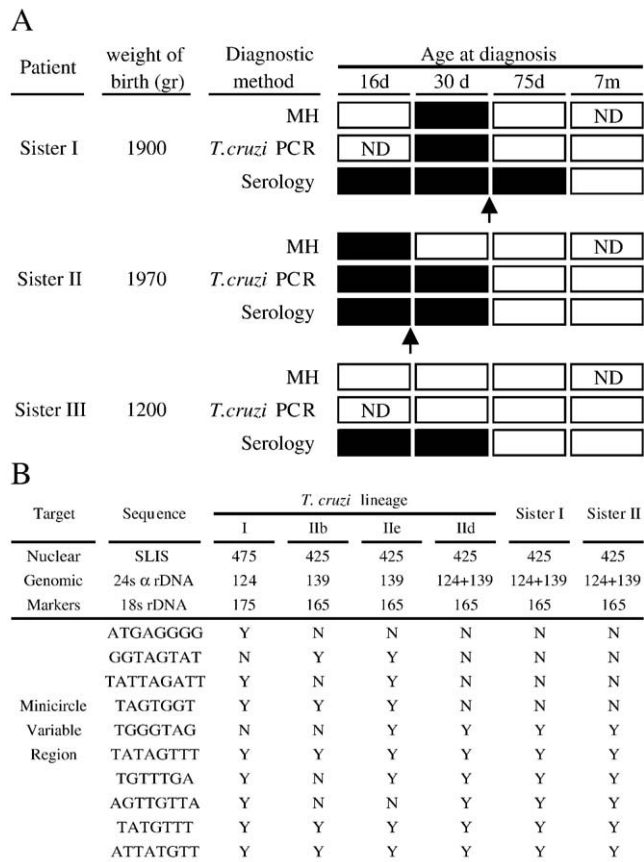 A
Patient weight of birth (gr) Diagnostic method Age at diagnosis
16d 30 d 75d 7m
MH ND
Sister I 1900 T.cruzi PCR ND
Serology
MH ND
Sister II 1970 T.cruzi PCR
Serology
MH ND
Sister III 1200 T.cruzi PCR ND
Serology
B
Target Sequence T. cruzi lineage Sister I Sister II
I IIb IIe IId
Nuclear SLIS 475 425 425 425 425 425
Genomic 24s α rDNA 124 139 139 124+139 124+139 124+139
Markers 18s rDNA 175 165 165 165 165 165
ATGAGGGG Y N N N N N
GGTAGTAT N Y Y N N N
TATTAGATT Y N Y N N N
Minicircle TAGTGGT Y Y Y N N N
Variable TGGGTAG N N Y Y Y Y
Region TATAGTTT Y Y Y Y Y Y
TGTTTGA Y N Y Y Y Y
AGTTGTTA Y N N Y Y Y
TATGTTT Y Y Y Y Y Y
ATTATGTT Y Y Y Y Y Y